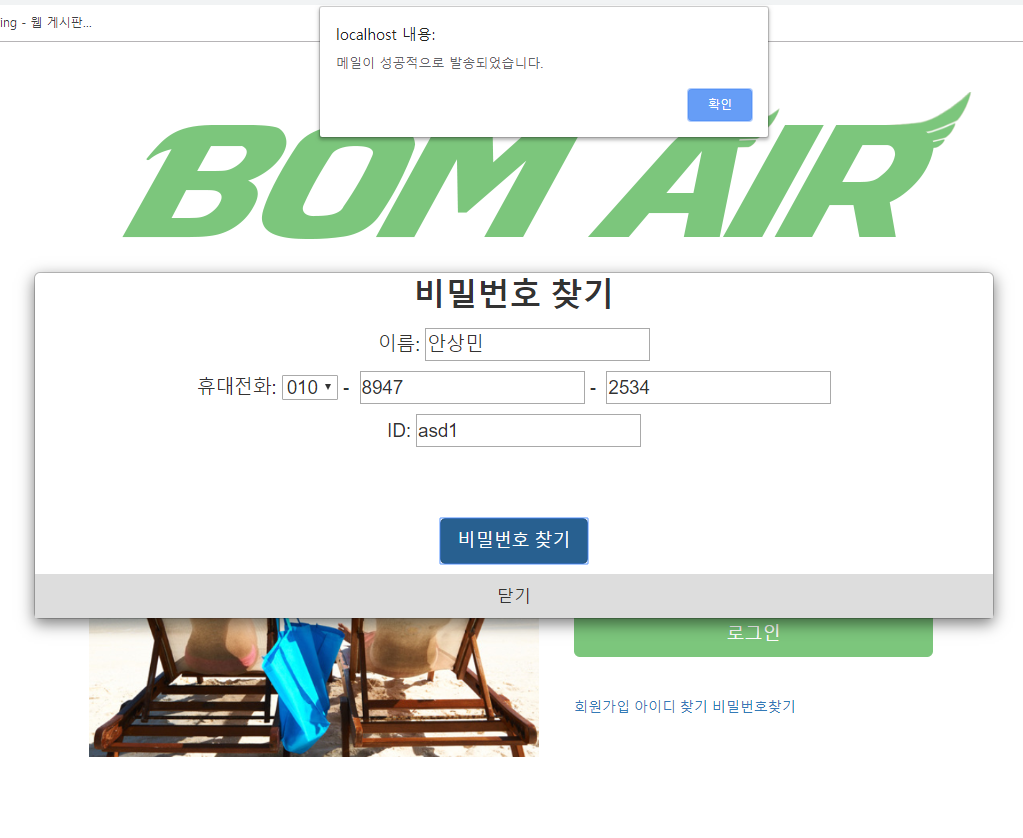 ing - 웹 게시판...
localhost 내용:
메일이 성공적으로 발송되었습니다.
확인
BOM AIR
비밀번호 찾기
이름: 안상민
휴대전화: 010 - 8947 - 2534
ID: asd1
비밀번호 찾기
닫기
로그인
회원가입 아이디 찾기 비밀번호찾기